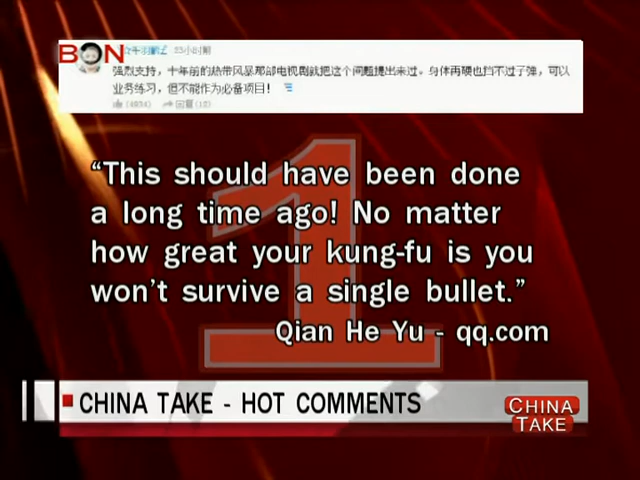 BON
强烈支持，十年前的热带风暴那部电视剧就把这个问题提出来过，身体再硬也挡不过子弹，可以
业务练习，但不能作为必备项目！
1
“This should have been done
a long time ago! No matter
how great your kung-fu is you
won’t survive a single bullet.”
Qian He Yu - qq.com
CHINA TAKE - HOT COMMENTS
CHINA
TAKE